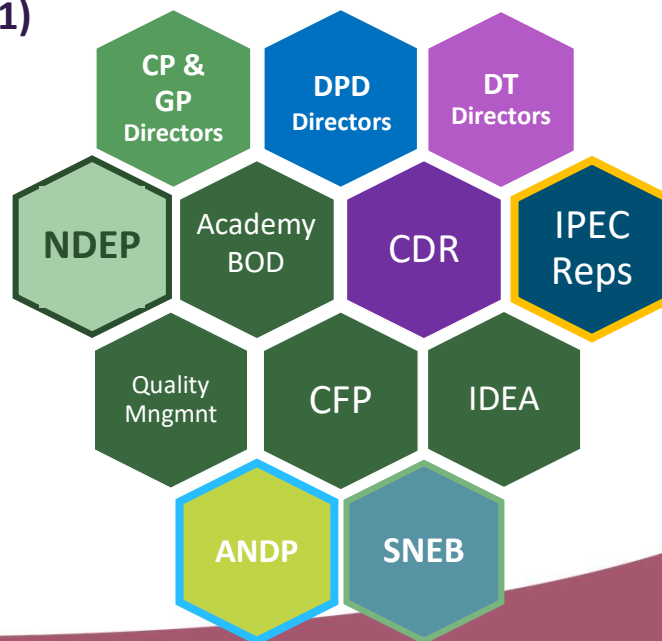 1)
CP &
GP
Directors
DPD
Directors
DT
Directors
NDEP
Academy
BOD
CDR
IPEC
Reps
Quality
Mngmnt
CFP
IDEA
ANDP
SNEB